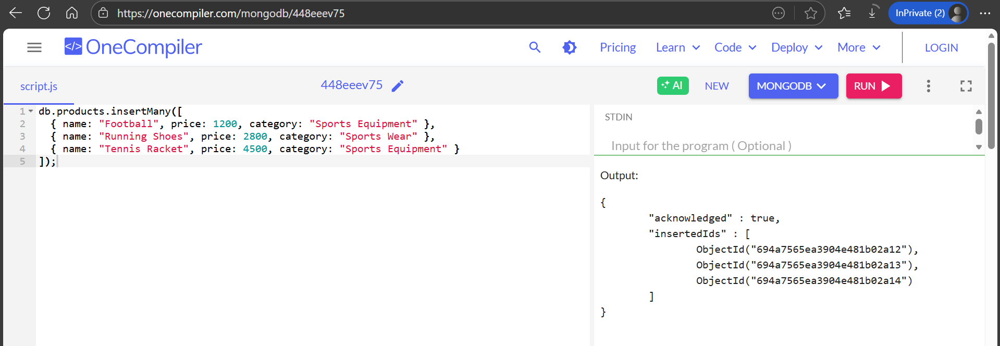 https://onecompiler.com/mongodb/448eeev75
InPrivate (2)
</> OneCompiler
Pricing
Learn
Code
Deploy
More
LOGIN
script.js
448eeev75
AI
NEW
MONGODB
RUN
1 db.products.insertMany([
2   { name: "Football", price: 1200, category: "Sports Equipment" },
3   { name: "Running Shoes", price: 2800, category: "Sports Wear" },
4   { name: "Tennis Racket", price: 4500, category: "Sports Equipment" }
5 ]);
STDIN
Input for the program ( Optional )
Output:
{
        "acknowledged" : true,
        "insertedIds" : [
                ObjectId("694a7565ea3904e481b02a12"),
                ObjectId("694a7565ea3904e481b02a13"),
                ObjectId("694a7565ea3904e481b02a14")
        ]
}